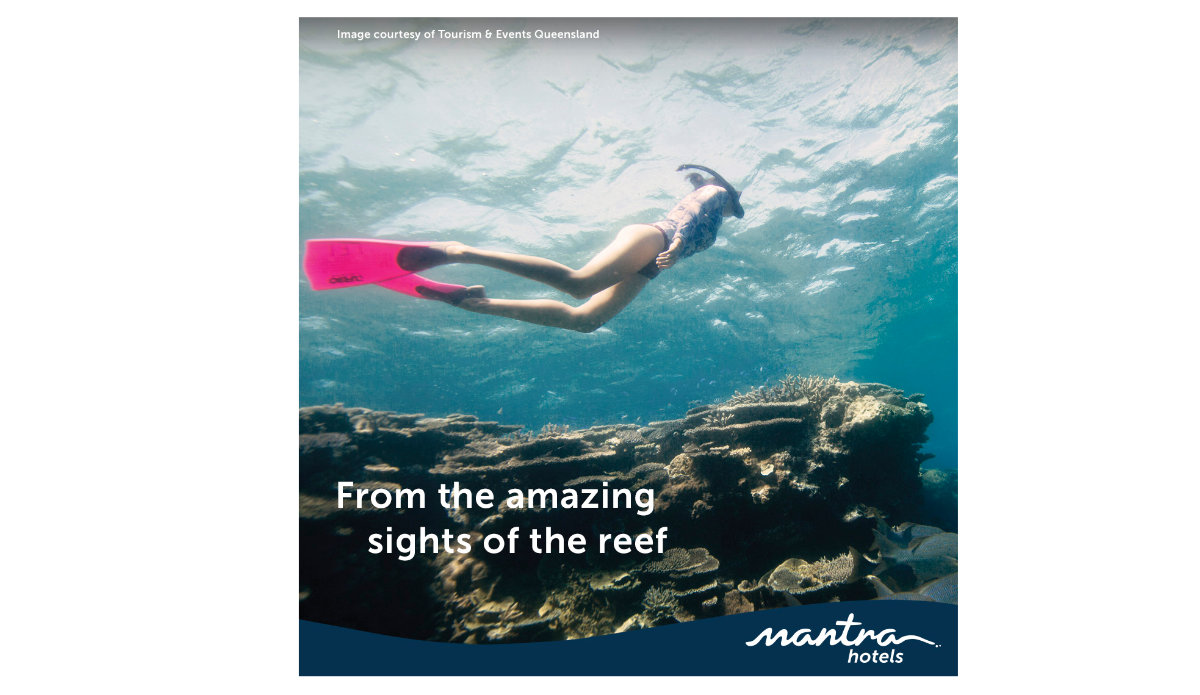 Image courtesy of Tourism & Events Queensland
From the amazing
sights of the reef
mantra
hotels